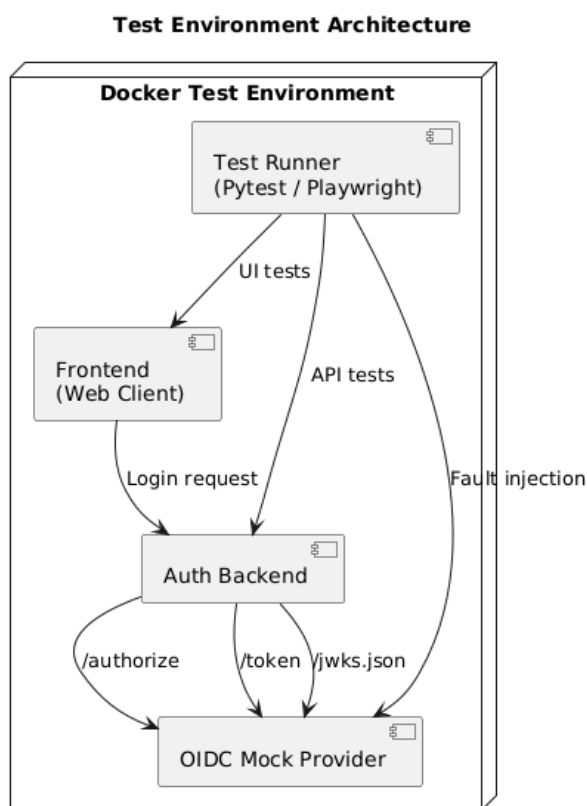 Test Environment Architecture
Docker Test Environment
Test Runner
(Pytest / Playwright)
UI tests
Frontend
(Web Client)
API tests
Login request
Fault injection
Auth Backend
/authorize
/token
/jwks.json
OIDC Mock Provider